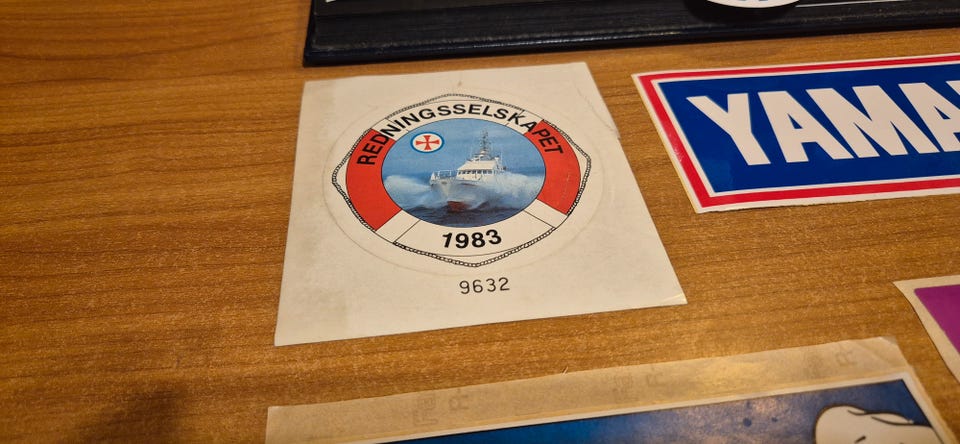 REDNINGSSELSKAPET
1983
9632
YAMA